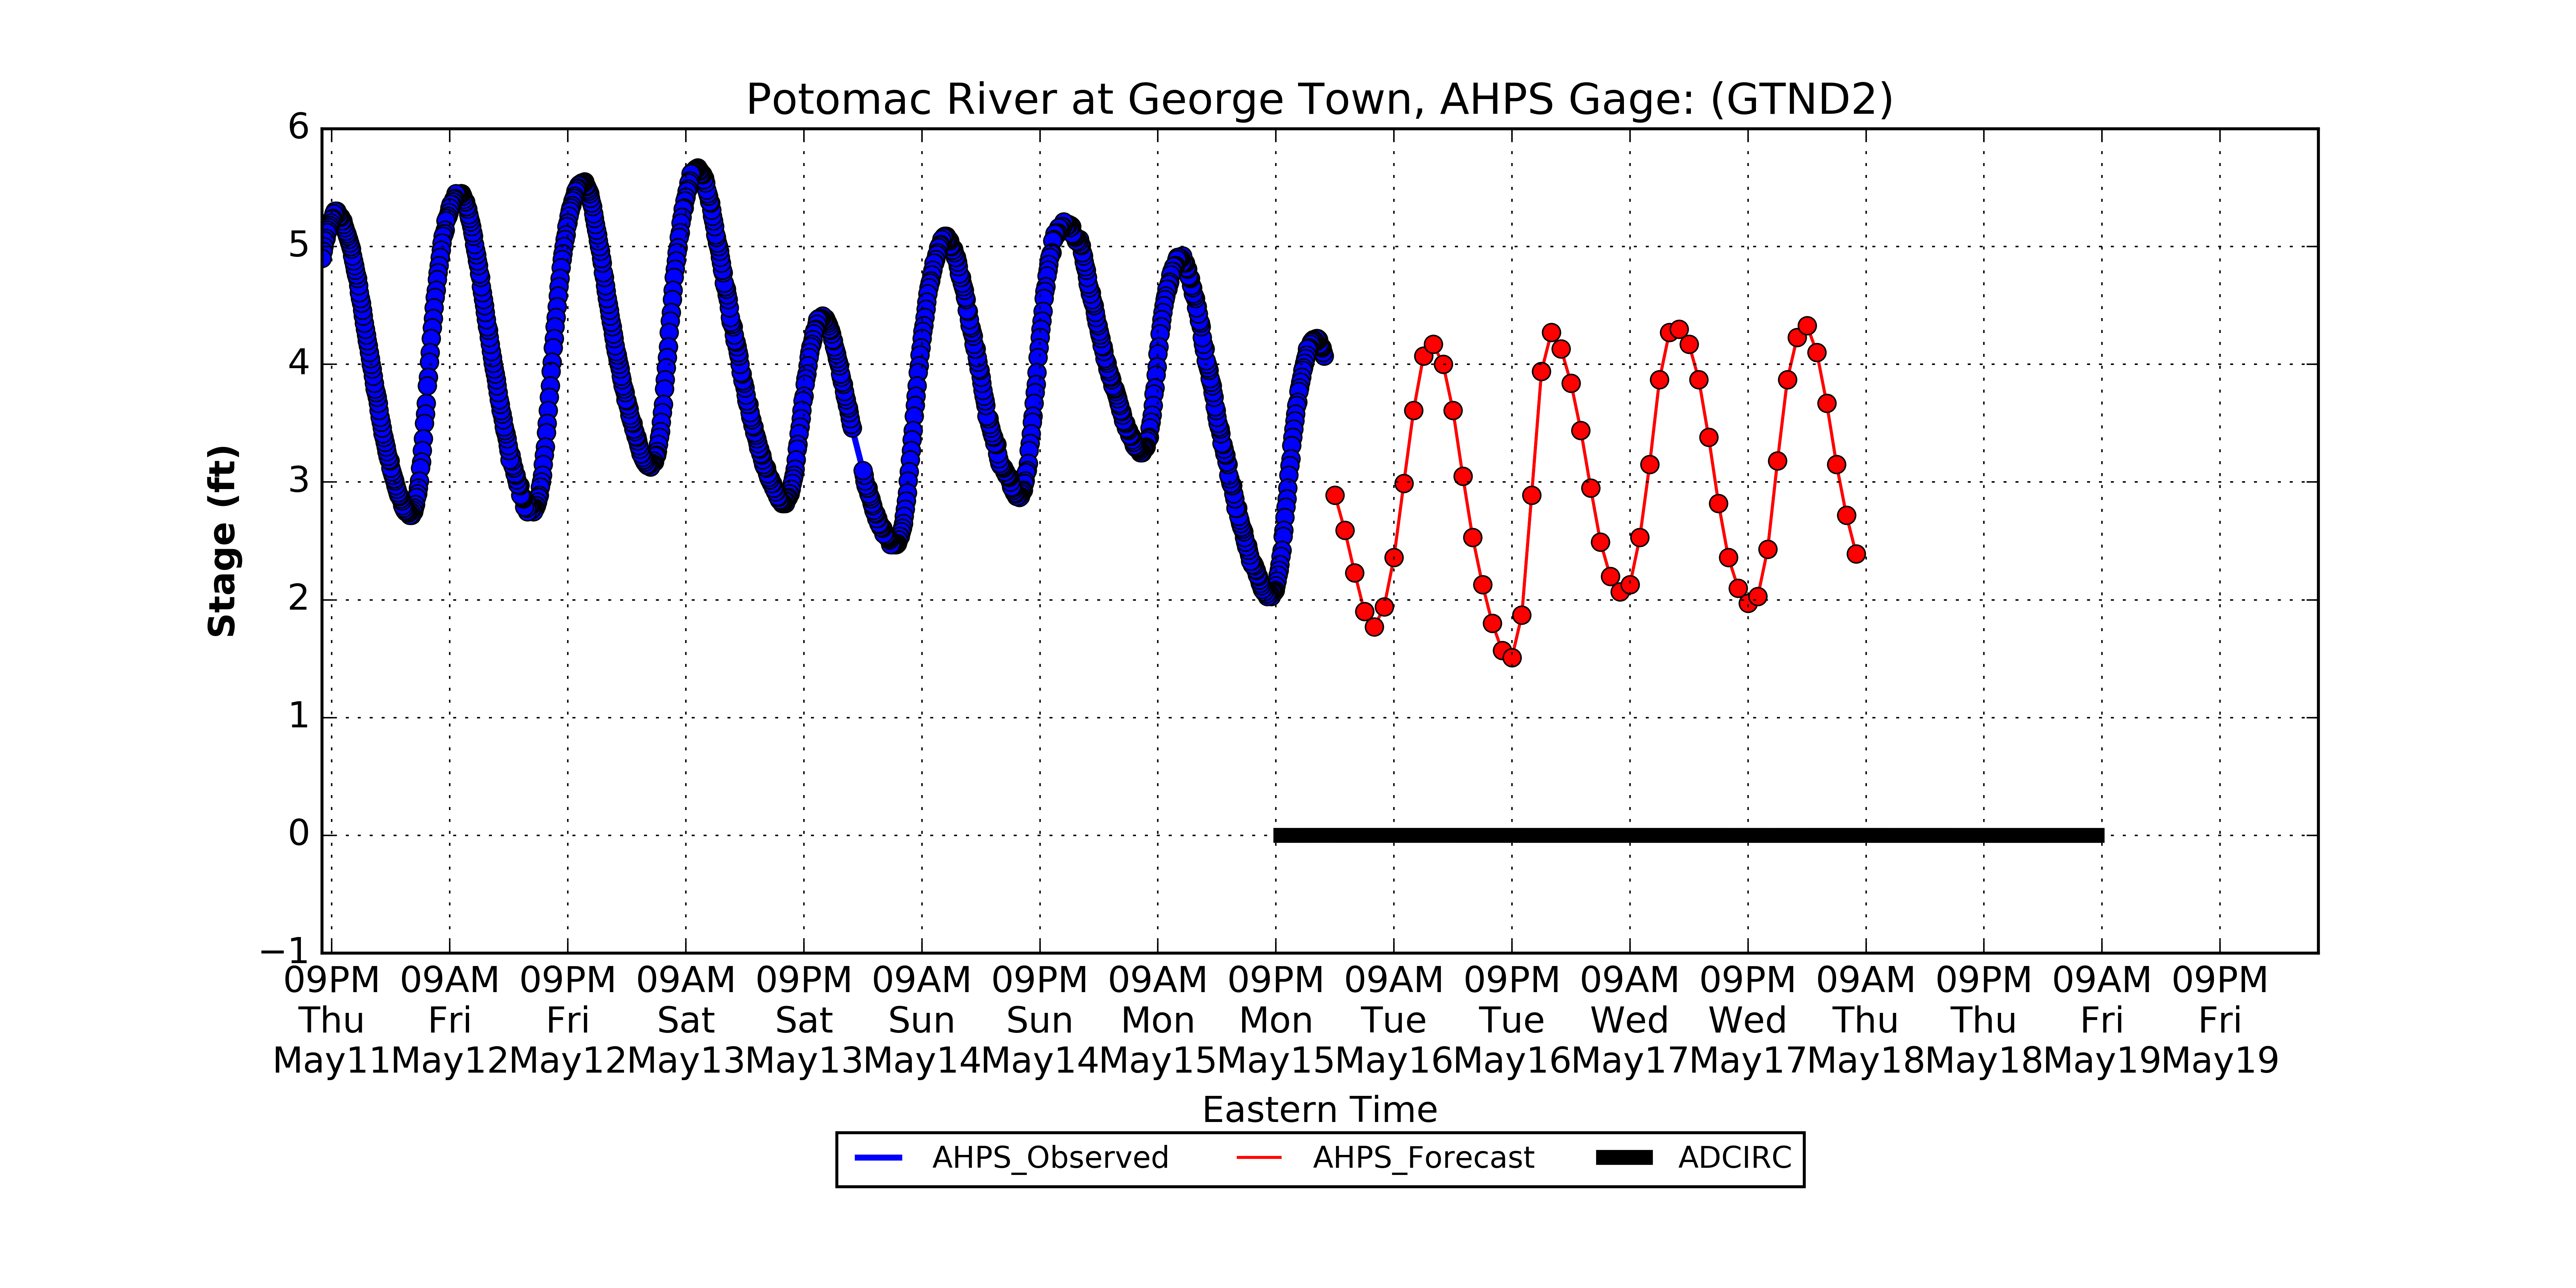 Potomac River at George Town, AHPS Gage: (GTND2)
6
5
4
3
2
1
0
−1
Stage (ft)
09PM 09AM 09PM 09AM 09PM 09AM 09PM 09AM 09PM 09AM 09PM 09AM 09PM 09AM 09PM 09AM 09PM
Thu Fri Fri Sat Sat Sun Sun Mon Mon Tue Tue Wed Wed Thu Thu Fri Fri
May11 May12 May12 May13 May13 May14 May14 May15 May15 May16 May16 May17 May17 May18 May18 May19 May19
Eastern Time
AHPS_Observed AHPS_Forecast ADCIRC